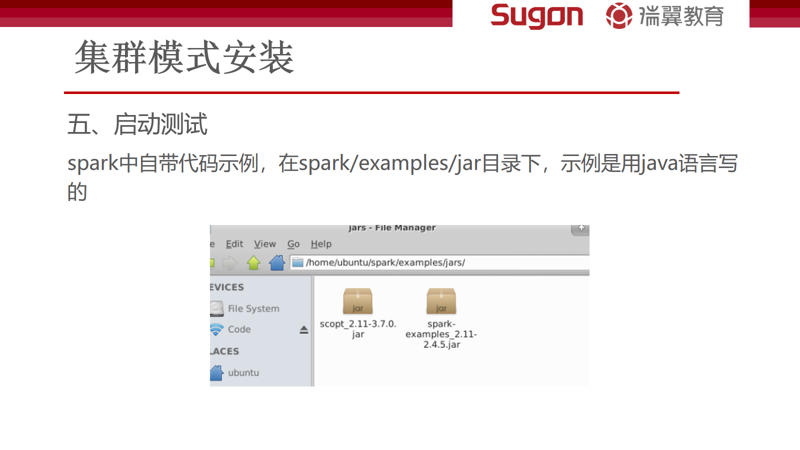 Sugon 瑞翼教育
集群模式安装
五、启动测试
spark中自带代码示例，在spark/examples/jar目录下，示例是用java语言写
的
jars - File Manager
e Edit View Go Help
/home/ubuntu/spark/examples/jars/
EVICES
File System
Code
LACES
ubuntu
jar
scopt_2.11-3.7.0.
jar
jar
spark-
examples_2.11-
2.4.5.jar